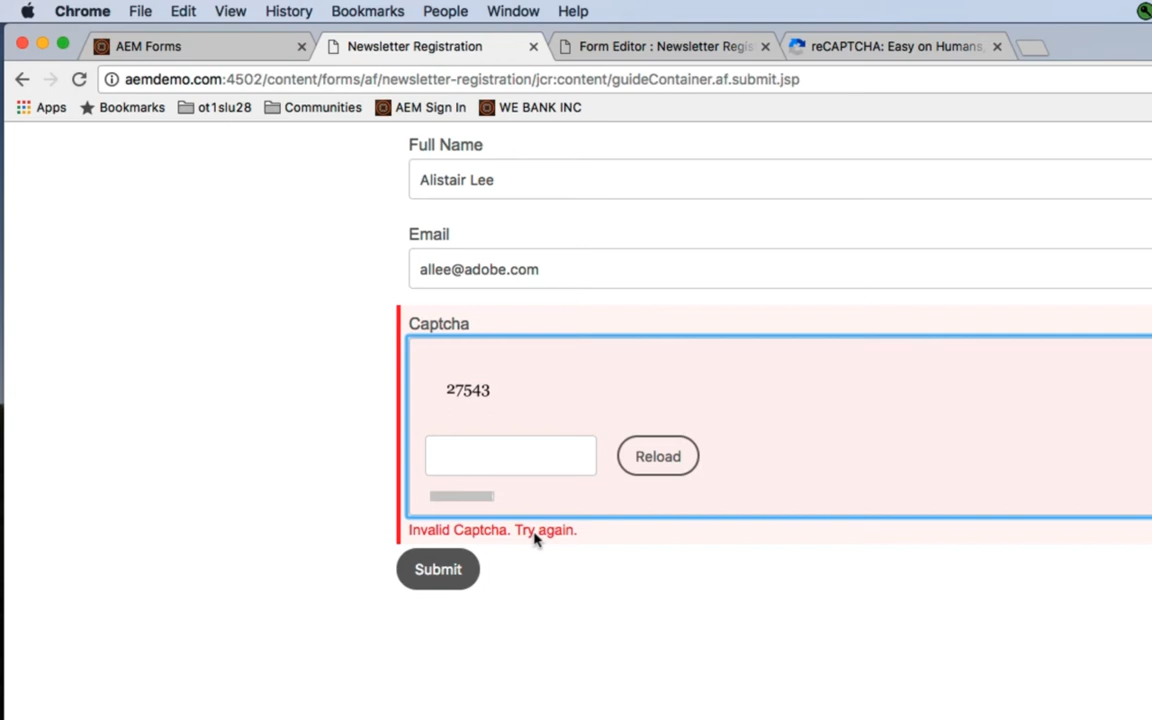 Chrome File Edit View History Bookmarks People Window Help
AEM Forms Newsletter Registration Form Editor : Newsletter Regis reCAPTCHA: Easy on Humans,
aemdemo.com:4502/content/forms/af/newsletter-registration/jcr:content/guideContainer.af.submit.jsp
Apps Bookmarks ot1slu28 Communities AEM Sign In WE BANK INC
Full Name
Alistair Lee
Email
allee@adobe.com
Captcha
27543
Reload
Invalid Captcha. Try again.
Submit